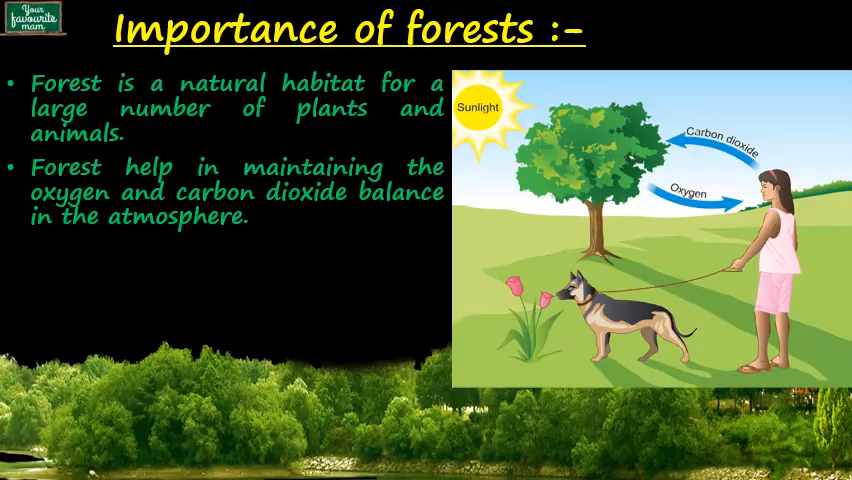 Your
favourite
mam
Importance of forests :-
• Forest is a natural habitat for a
large number of plants and
animals.
• Forest help in maintaining the
oxygen and carbon dioxide balance
in the atmosphere.
Sunlight
Carbon dioxide
Oxygen